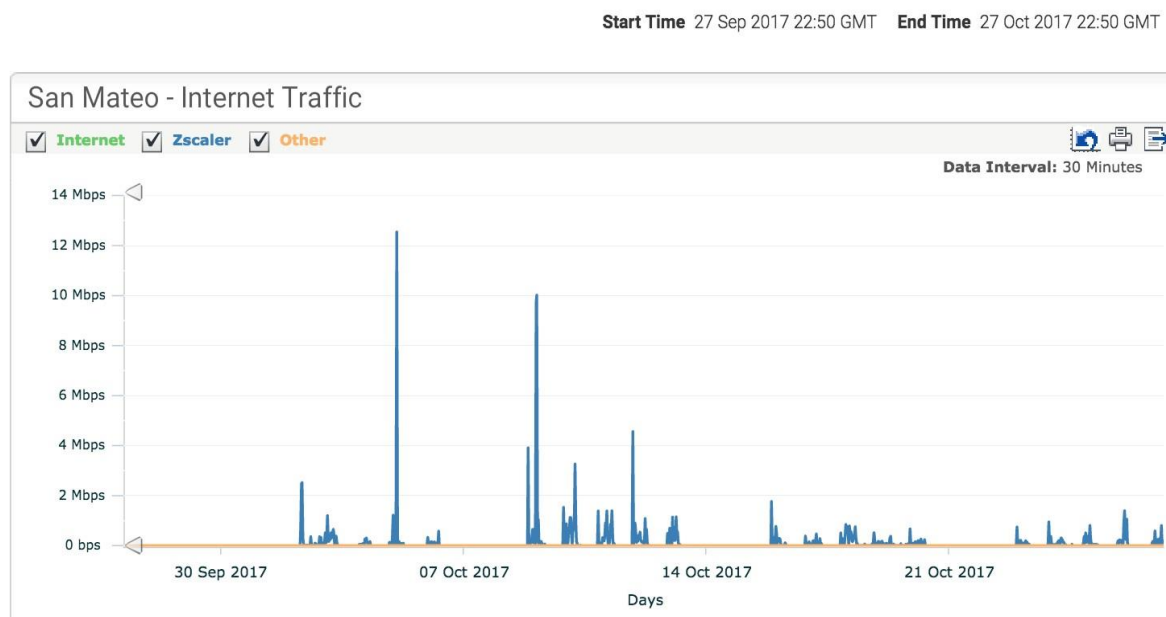 Start Time 27 Sep 2017 22:50 GMT End Time 27 Oct 2017 22:50 GMT
San Mateo - Internet Traffic
Internet Zscaler Other
Data Interval: 30 Minutes
14 Mbps
12 Mbps
10 Mbps
8 Mbps
6 Mbps
4 Mbps
2 Mbps
0 bps
30 Sep 2017 07 Oct 2017 14 Oct 2017 21 Oct 2017
Days